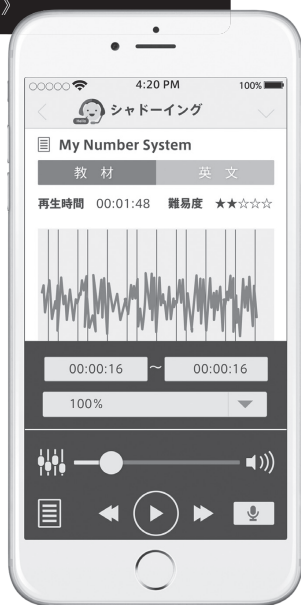 》
4:20 PM 100%
Hello シャドーイング
My Number System
教 材 英 文
再生時間 00:01:48 難易度 ★★☆☆☆
00:00:16 ~ 00:00:16
100%